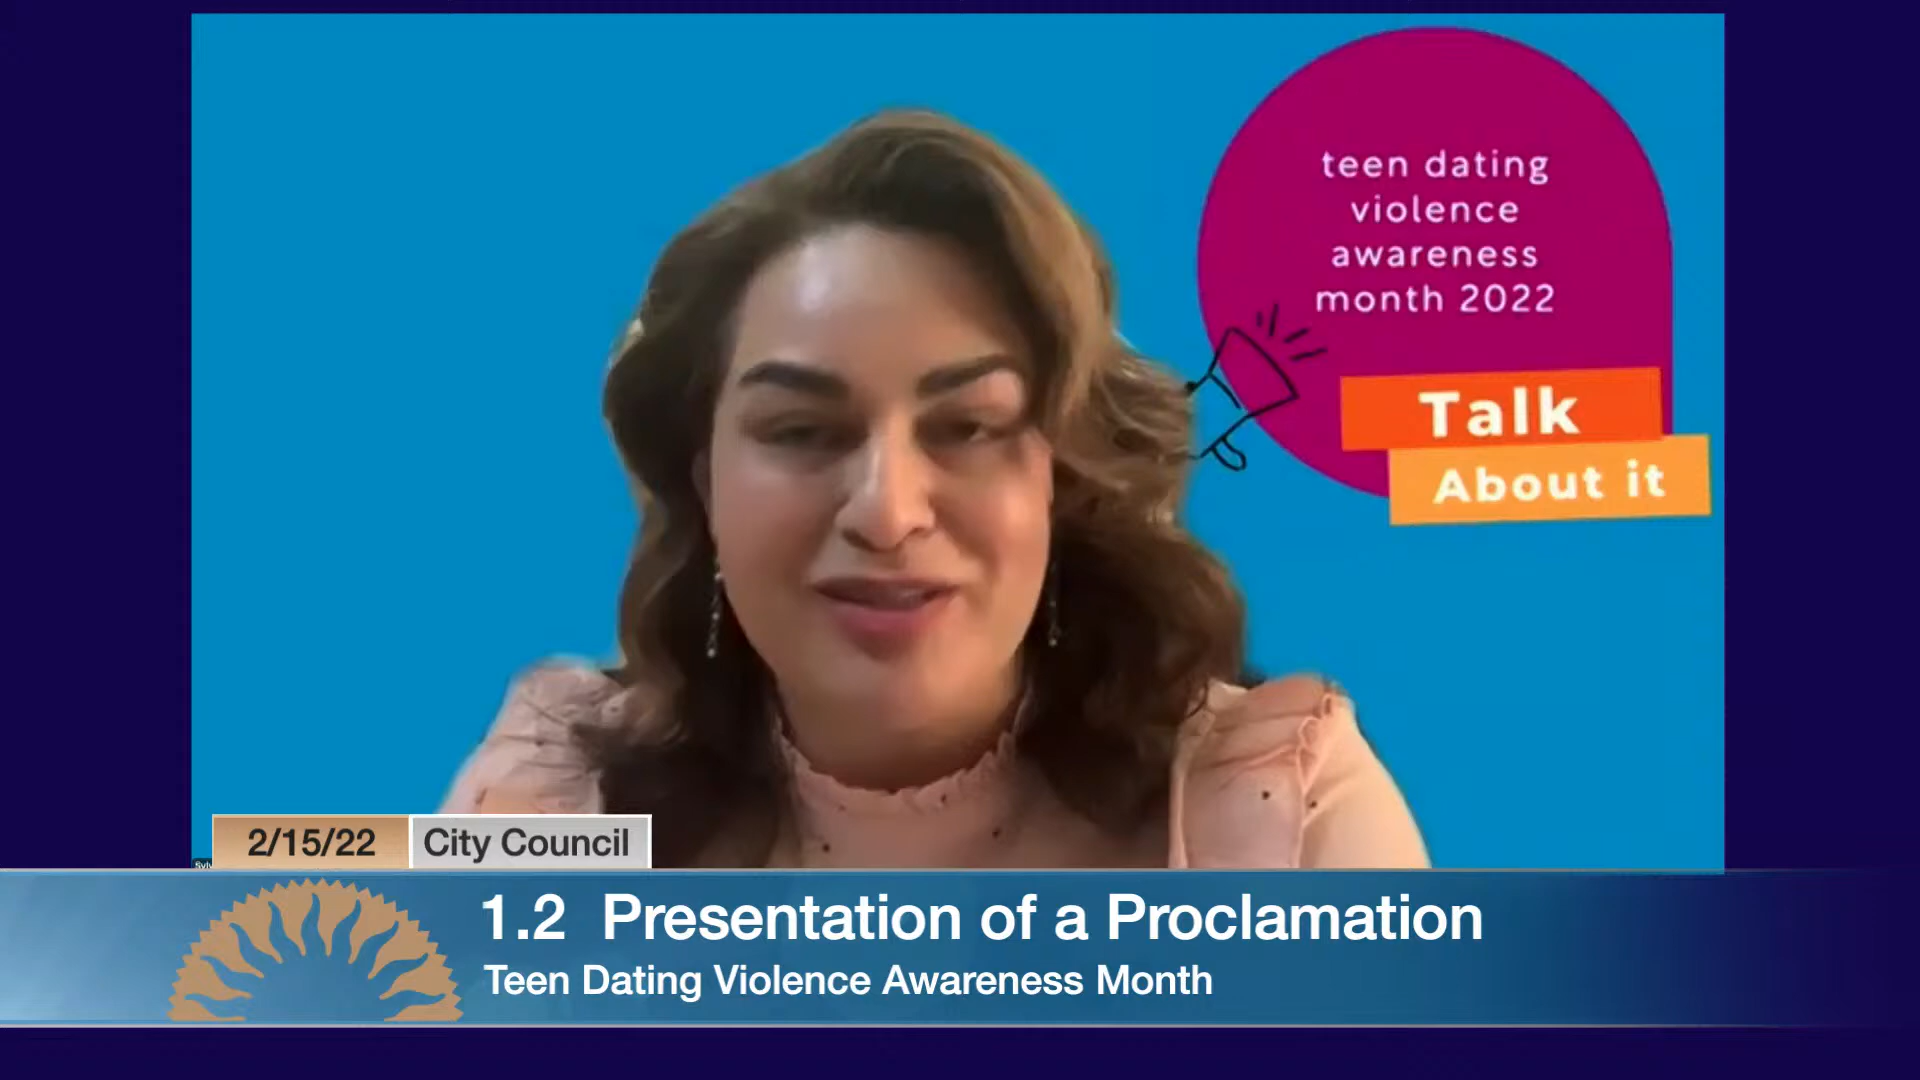 teen dating
violence
awareness
month 2022
Talk
About it
2/15/22 City Council
1.2 Presentation of a Proclamation
Teen Dating Violence Awareness Month